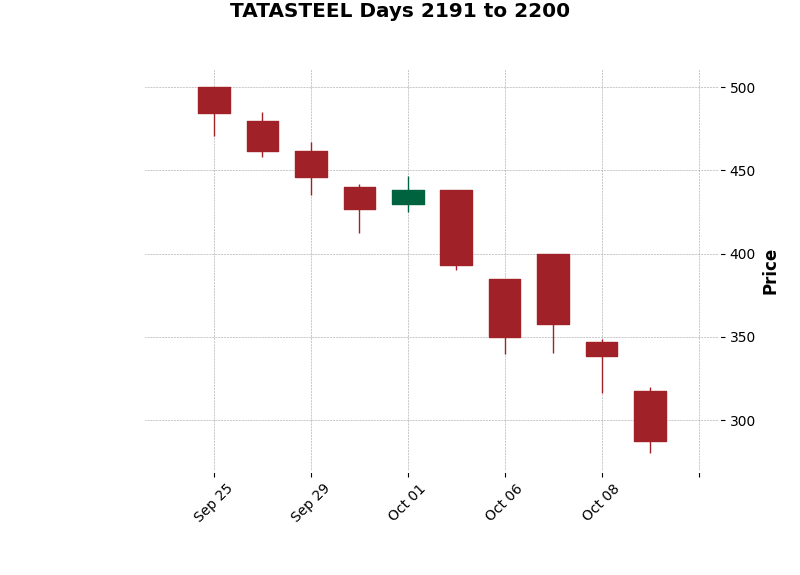 TATASTEEL Days 2191 to 2200
500
450
400
350
300
Price
Sep 25
Sep 29
Oct 01
Oct 06
Oct 08